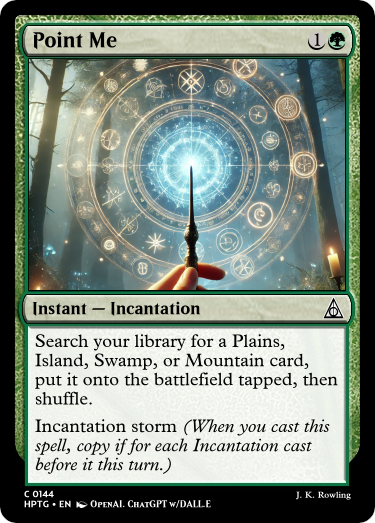 Point Me
1
Instant — Incantation
Search your library for a Plains,
Island, Swamp, or Mountain card,
put it onto the battlefield tapped, then
shuffle.
Incantation storm (When you cast this
spell, copy if for each Incantation cast
before it this turn.)
C 0144
HPTG • EN OpenAI. ChatGPT w/DALL.E
J. K. Rowling